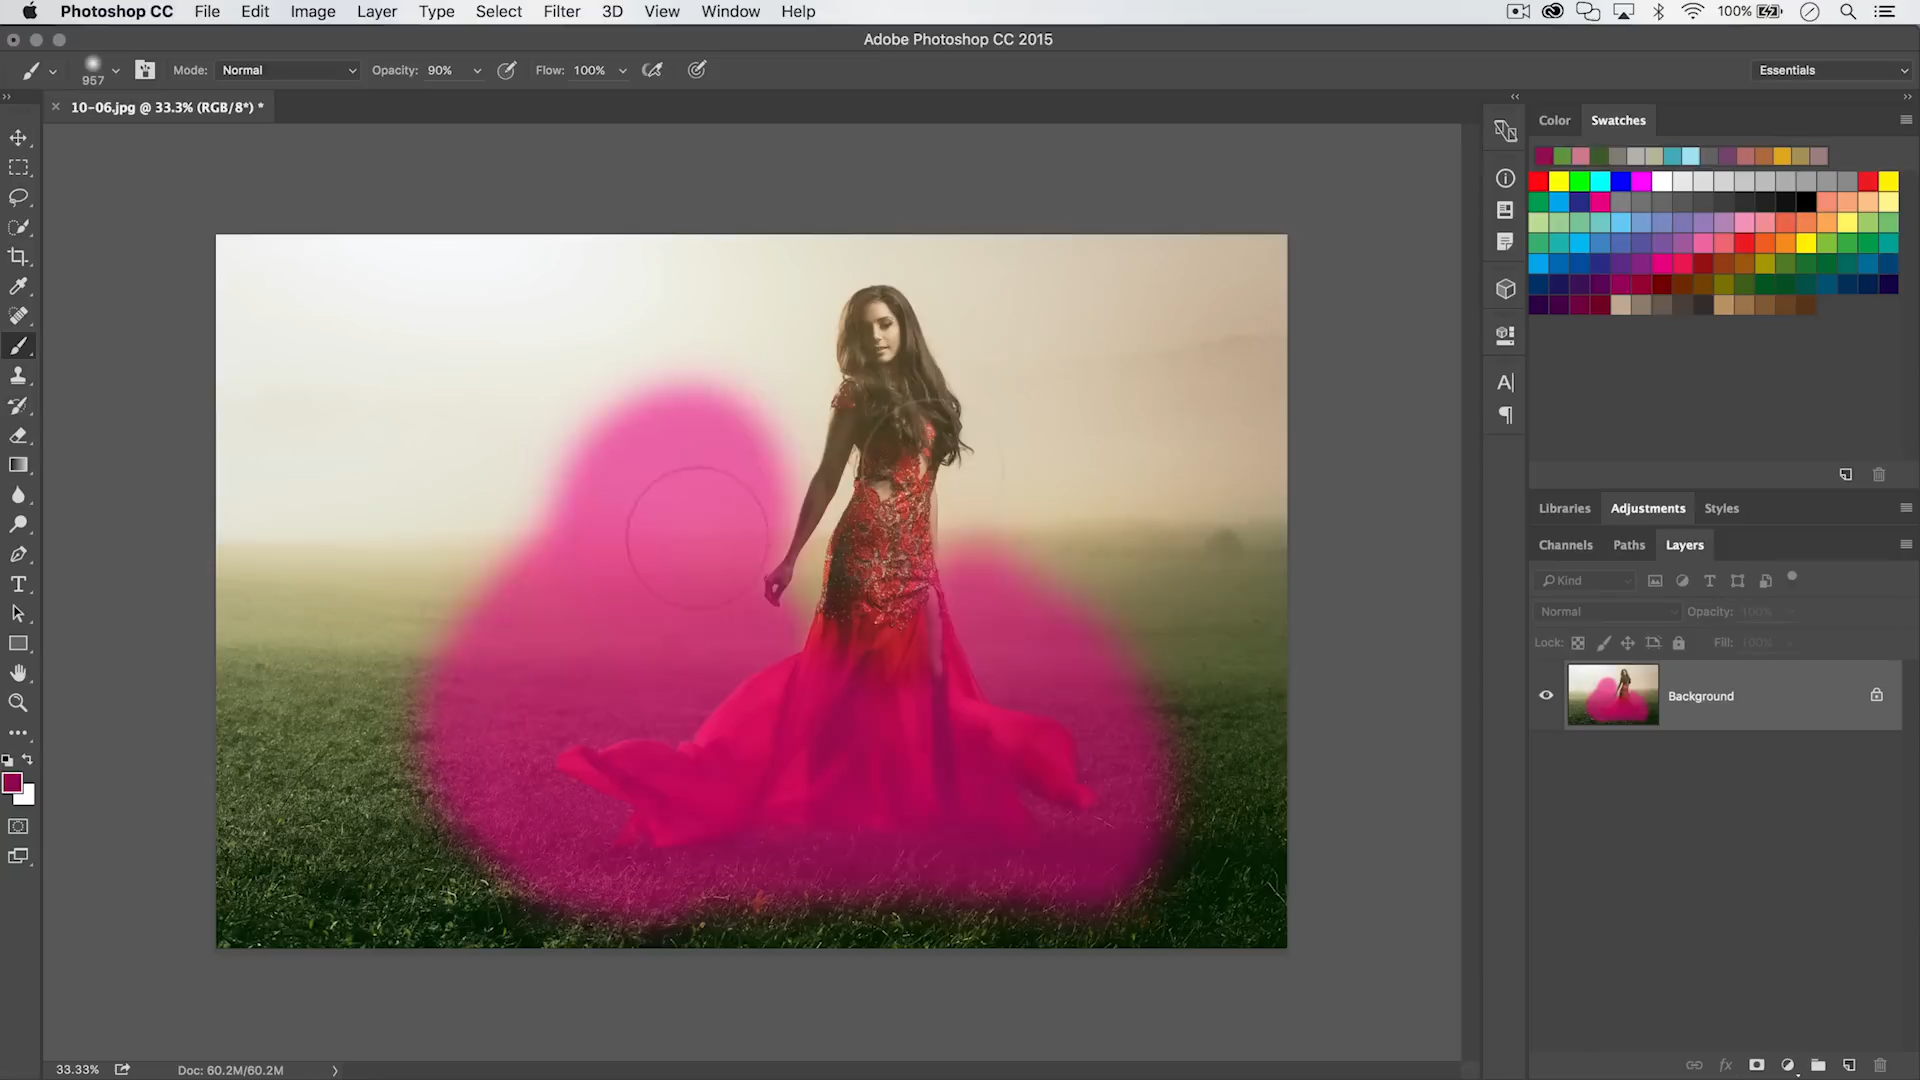 Photoshop CC File Edit Image Layer Type Select Filter 3D View Window Help 100%
Adobe Photoshop CC 2015
957 Mode: Normal Opacity: 90% Flow: 100% Essentials
10-06.jpg @ 33.3% (RGB/8*) *
Color Swatches
Libraries Adjustments Styles
Channels Paths Layers
Kind
Normal Opacity: 100%
Lock: Fill: 100%
Background
33.33% Doc: 60.2M/60.2M